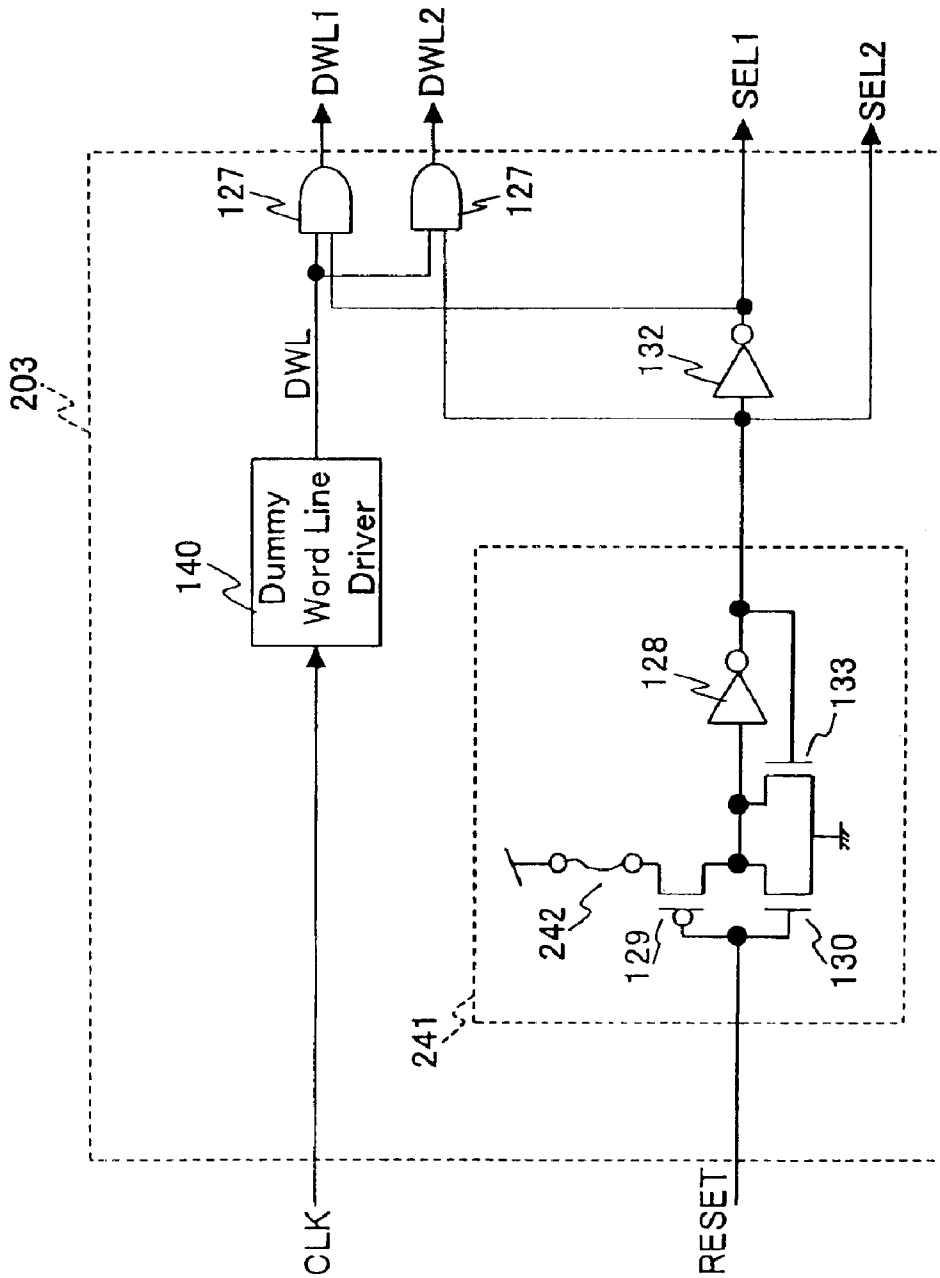 203
CLK
140
Dummy
Word Line
Driver
DWL
127
DWL1
127
DWL2
241
RESET
242
129
130
128
133
132
SEL1
SEL2